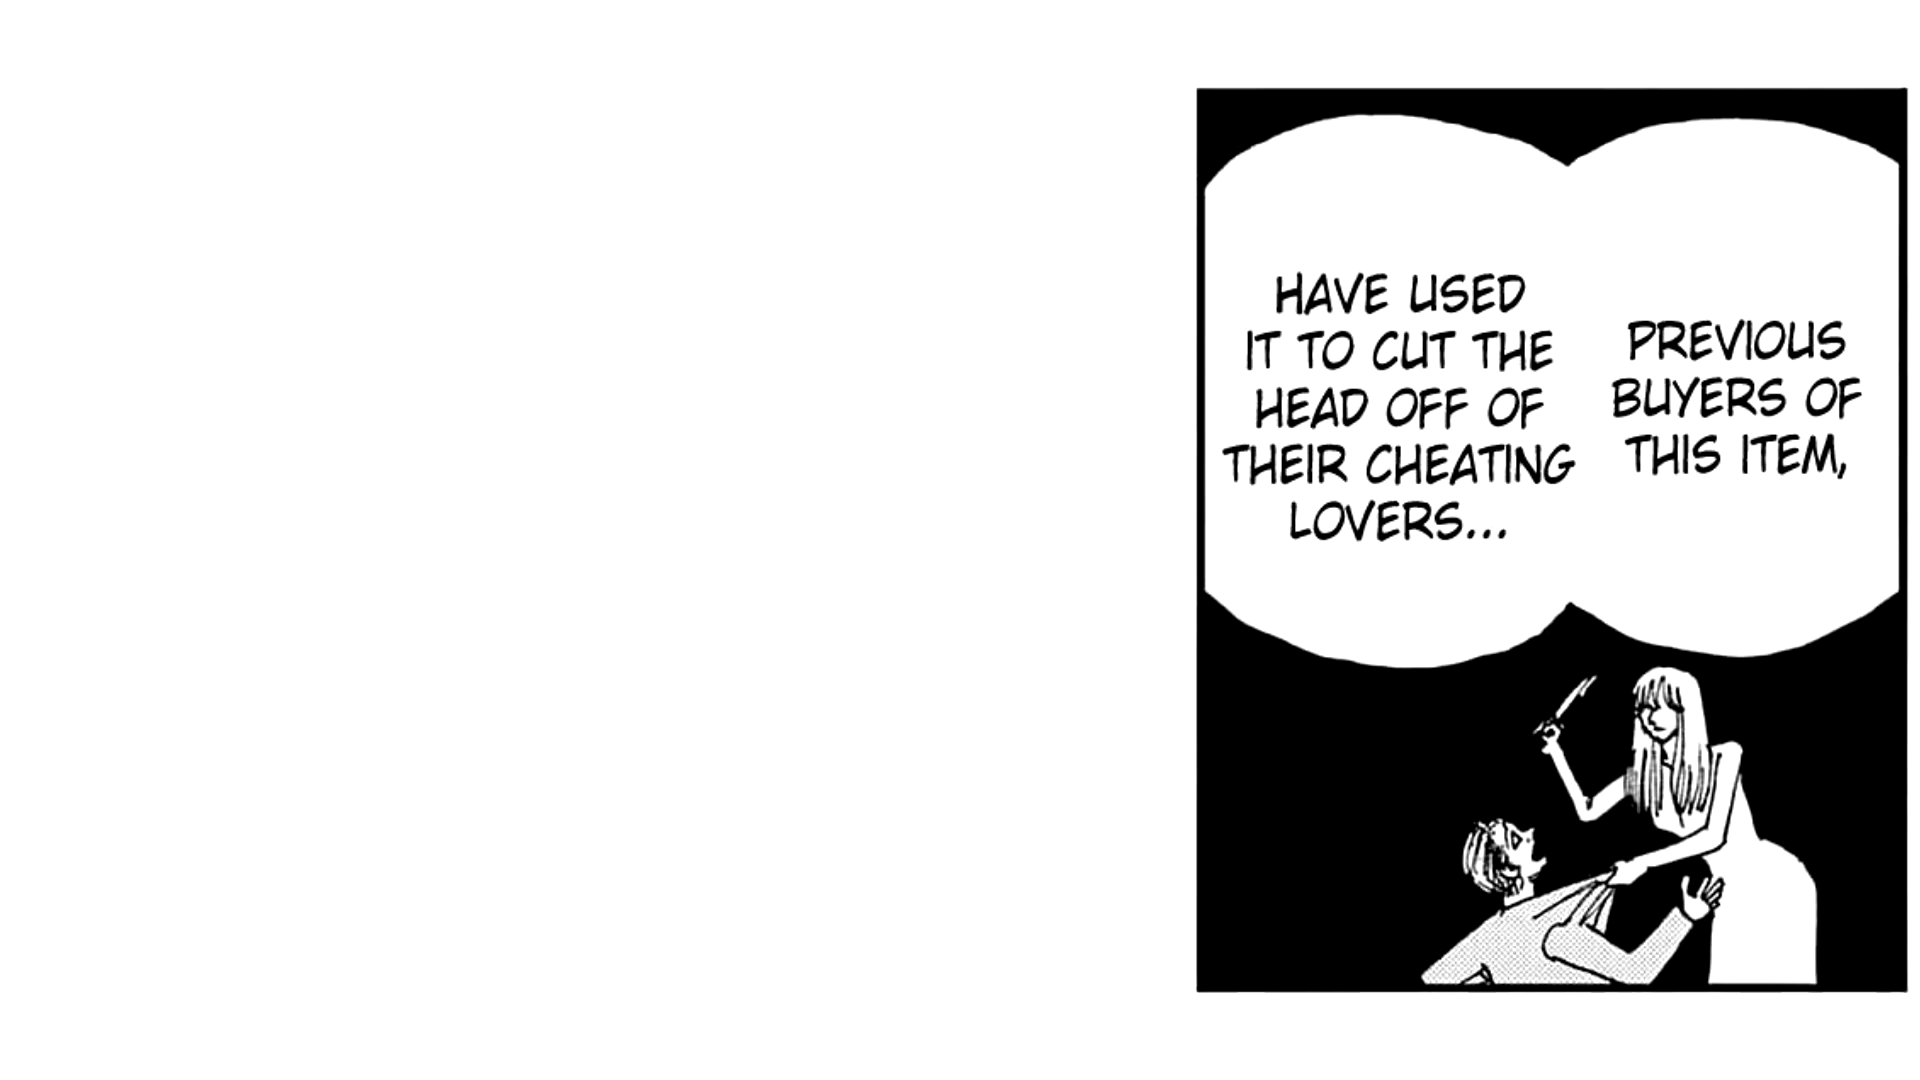 PREVIOUS
BUYERS OF
THIS ITEM,
HAVE USED
IT TO CUT THE
HEAD OFF OF
THEIR CHEATING
LOVERS...